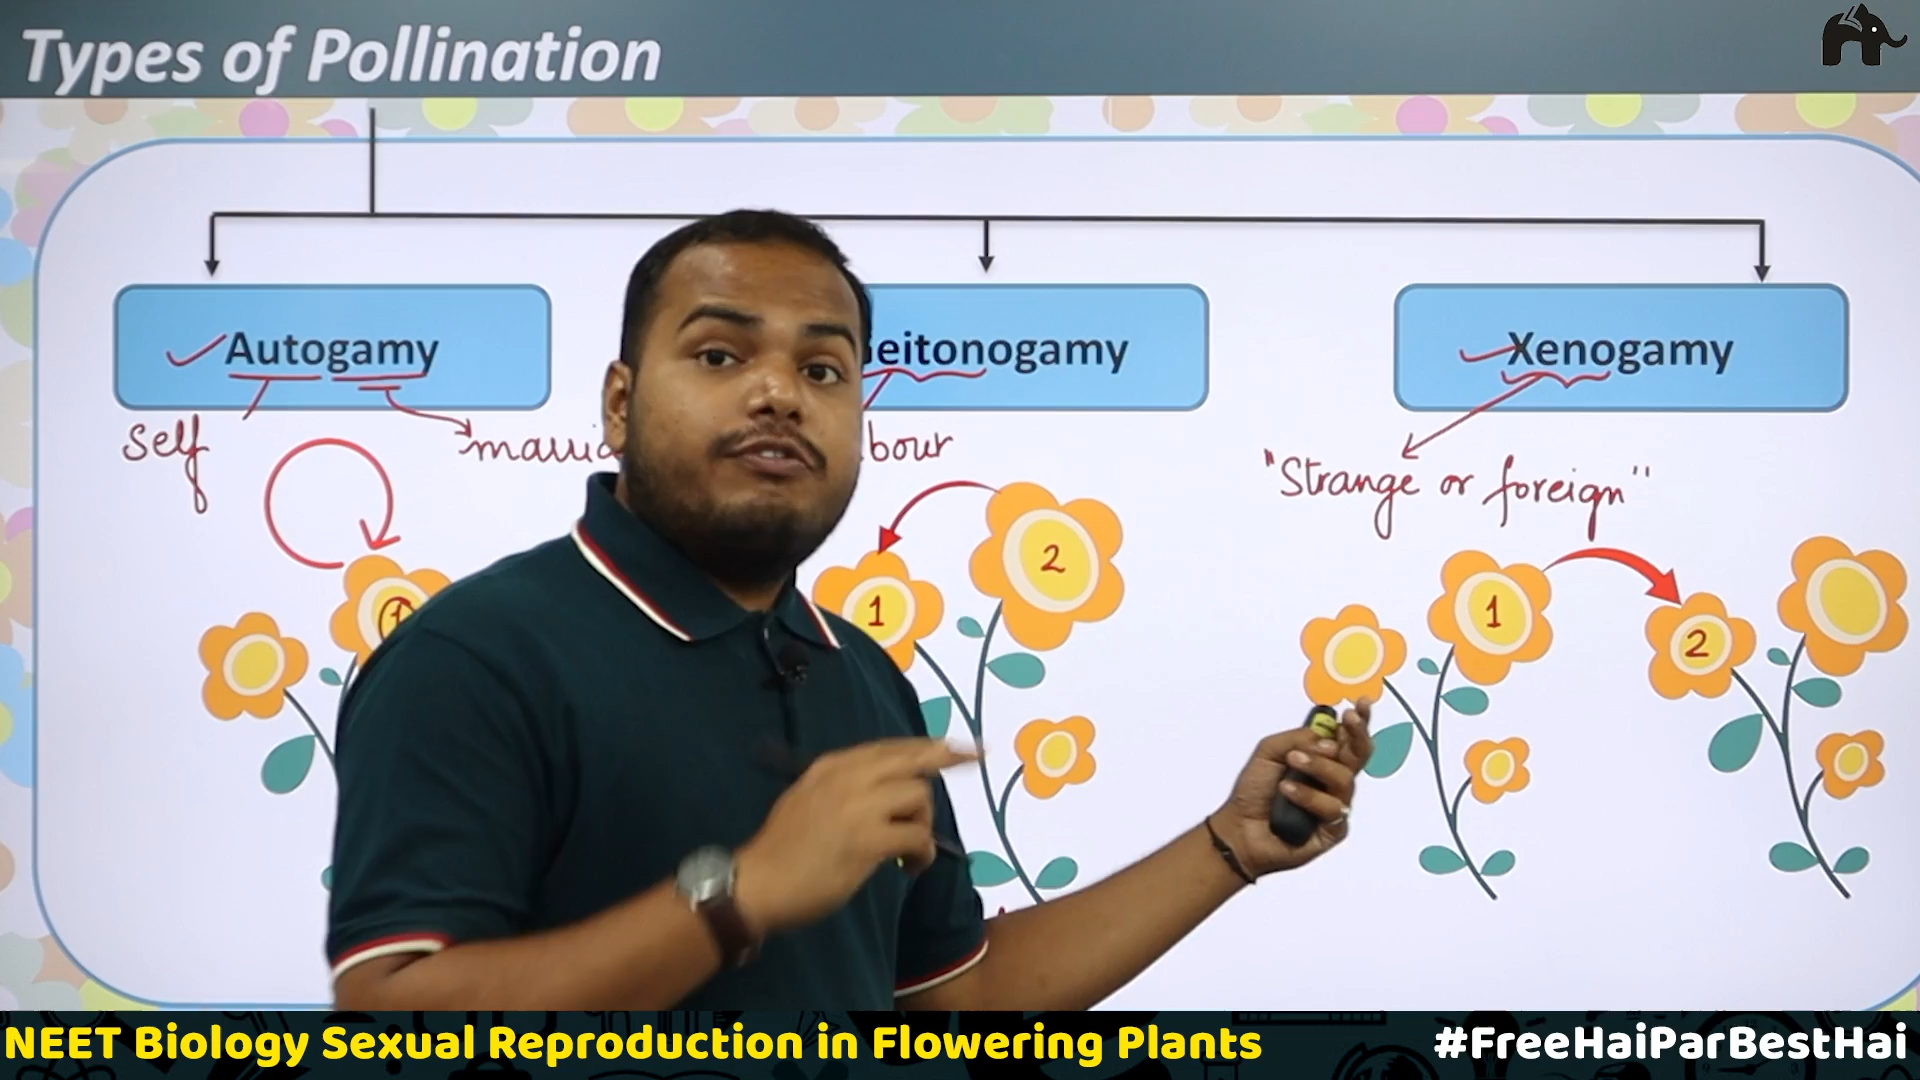 Types of Pollination
Autogamy
eitonogamy
Xenogamy
Self
bour
"Strange or foreign"
1
2
1
1
2
NEET Biology Sexual Reproduction in Flowering Plants
#FreeHaiParBestHai